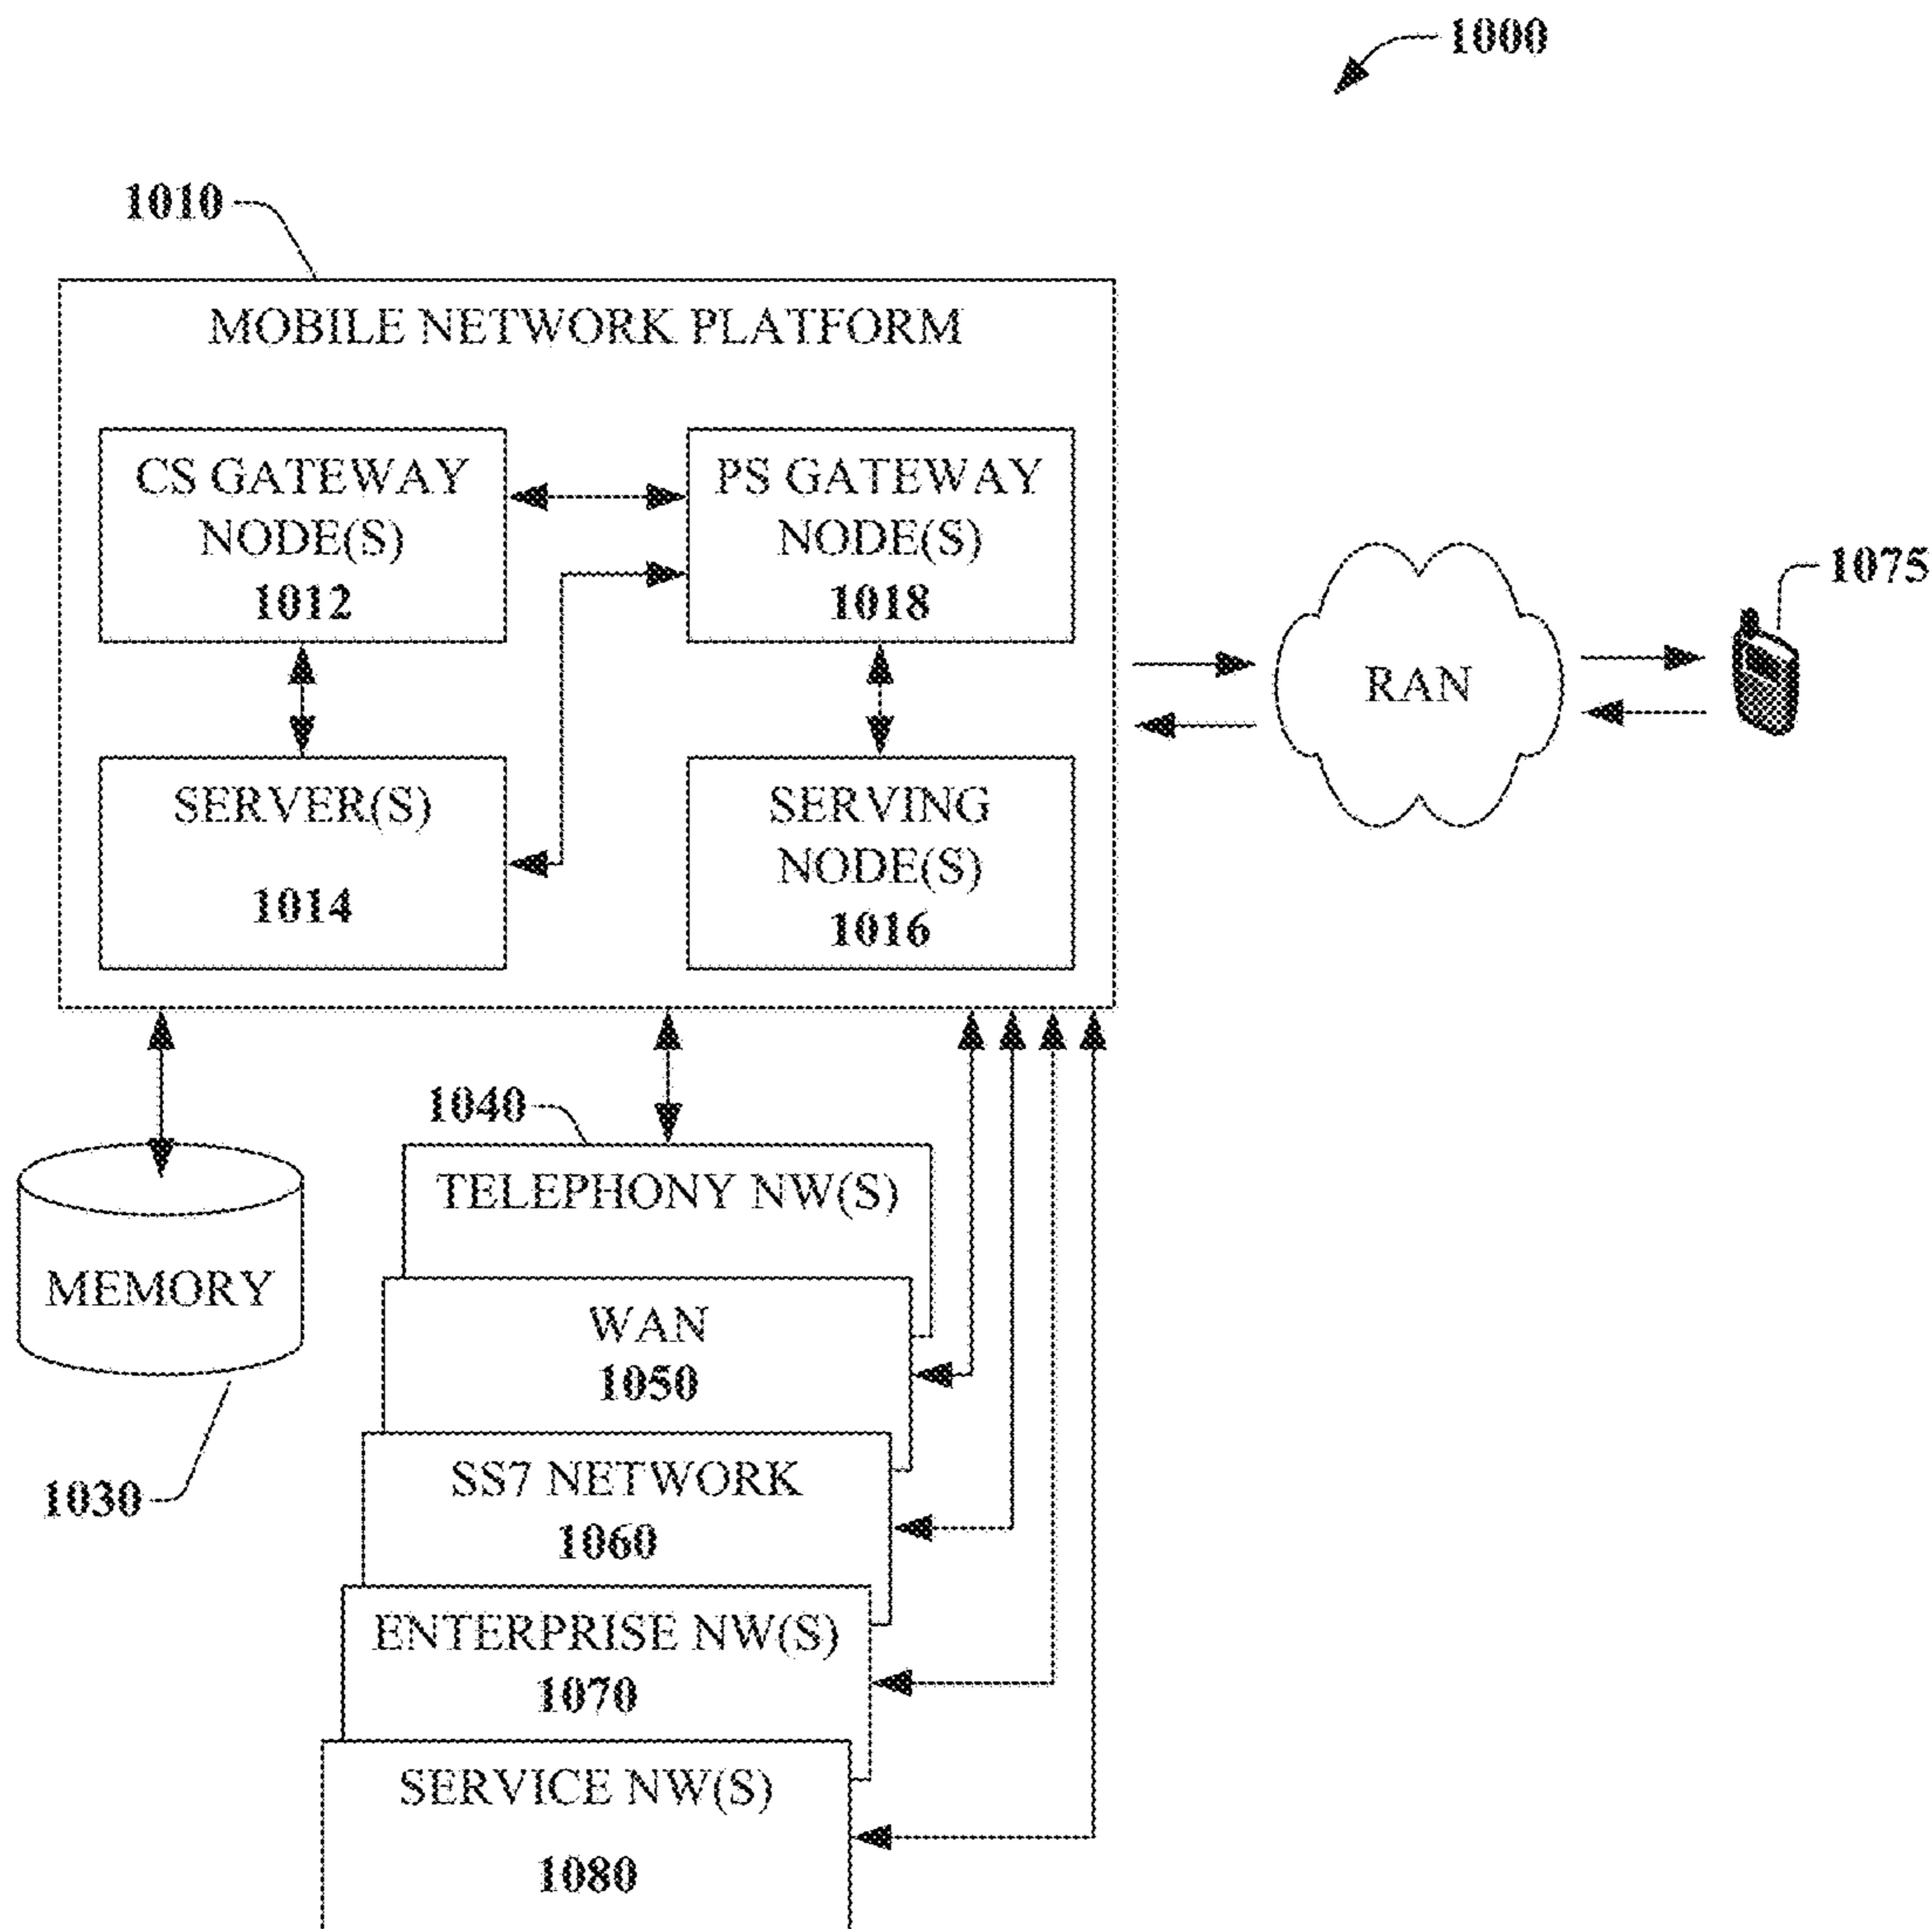 1000
1010
MOBILE NETWORK PLATFORM
CS GATEWAY
NODE(S)
1012
PS GATEWAY
NODE(S)
1018
SERVER(S)
1014
SERVING
NODE(S)
1016
RAN
1075
1040
TELEPHONY NW(S)
MEMORY
1030
WAN
1050
SS7 NETWORK
1060
ENTERPRISE NW(S)
1070
SERVICE NW(S)
1080